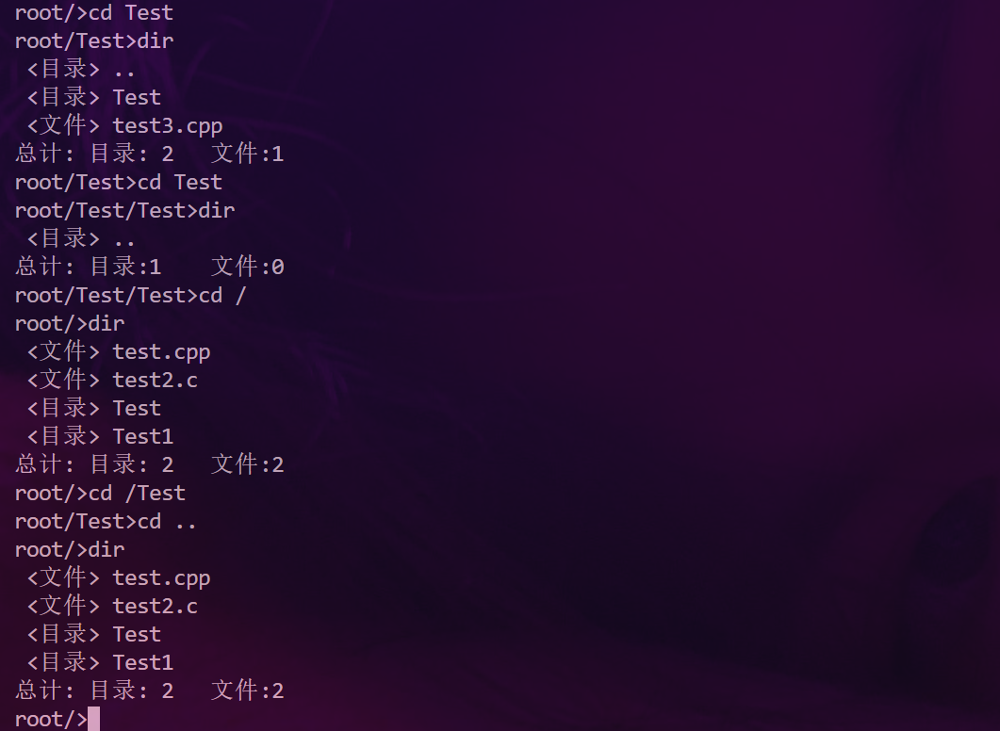 root/>cd Test
root/Test>dir
 <目录> ..
 <目录> Test
 <文件> test3.cpp
总计: 目录: 2   文件:1
root/Test>cd Test
root/Test/Test>dir
 <目录> ..
总计: 目录:1    文件:0
root/Test/Test>cd /
root/>dir
 <文件> test.cpp
 <文件> test2.c
 <目录> Test
 <目录> Test1
总计: 目录: 2   文件:2
root/>cd /Test
root/Test>cd ..
root/>dir
 <文件> test.cpp
 <文件> test2.c
 <目录> Test
 <目录> Test1
总计: 目录: 2   文件:2
root/>